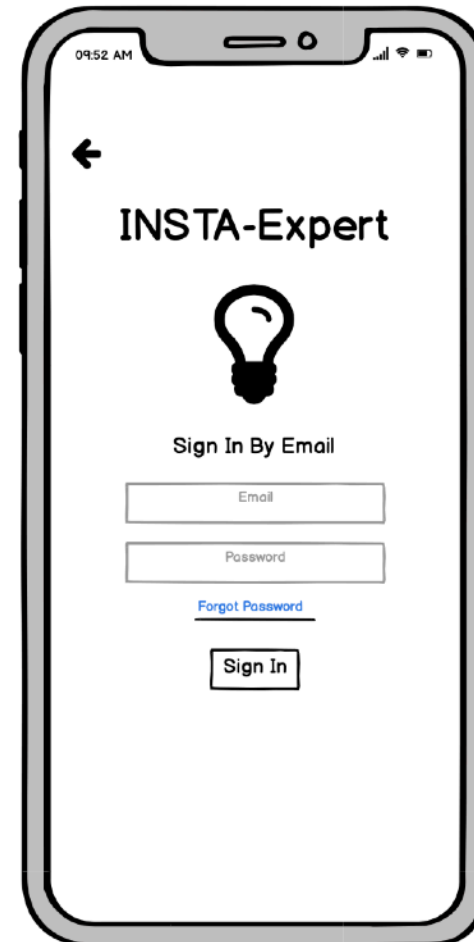 09:52 AM
INSTA-Expert
Sign In By Email
Email
Password
Forgot Password
Sign In